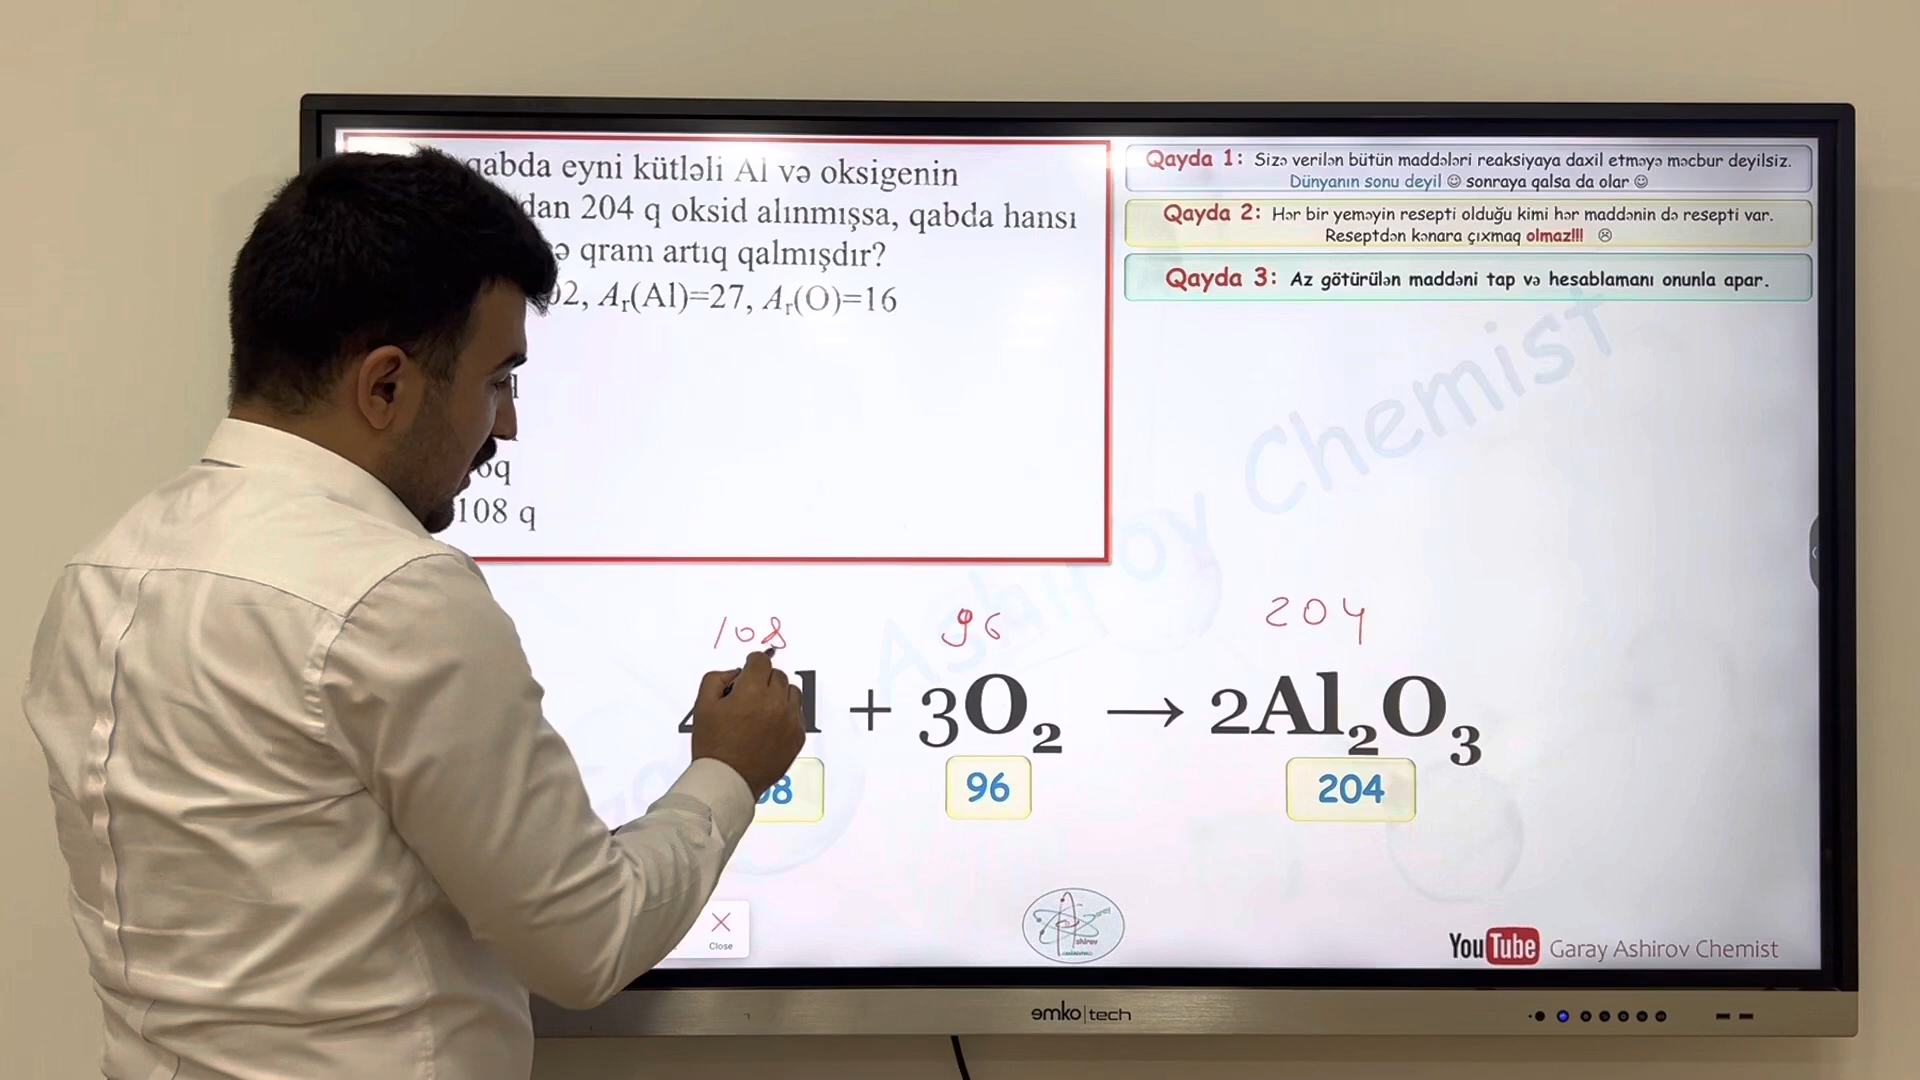 qabda eyni kütləli Al və oksigenin
dan 204 q oksid alınmışsa, qabda hansı
ə qram artıq qalmışdır?
02, Aᵣ(Al)=27, Aᵣ(O)=16
108 q
Qayda 1: Sizə verilən bütün maddələri reaksiyaya daxil etməyə məcbur deyilsiz.
Dünyanın sonu deyil ☺ sonraya qalsa da olar ☺
Qayda 2: Hər bir yeməyin resepti olduğu kimi hər maddənin də resepti var.
Reseptdən kənara çıxmaq olmaz!!! ☹
Qayda 3: Az götürülən maddəni tap və hesablamanı onunla apar.
Ashirov Chemist
108 96 204
+ 3O₂ → 2Al₂O₃
96 204
Close
YouTube Garay Ashirov Chemist
emko|tech